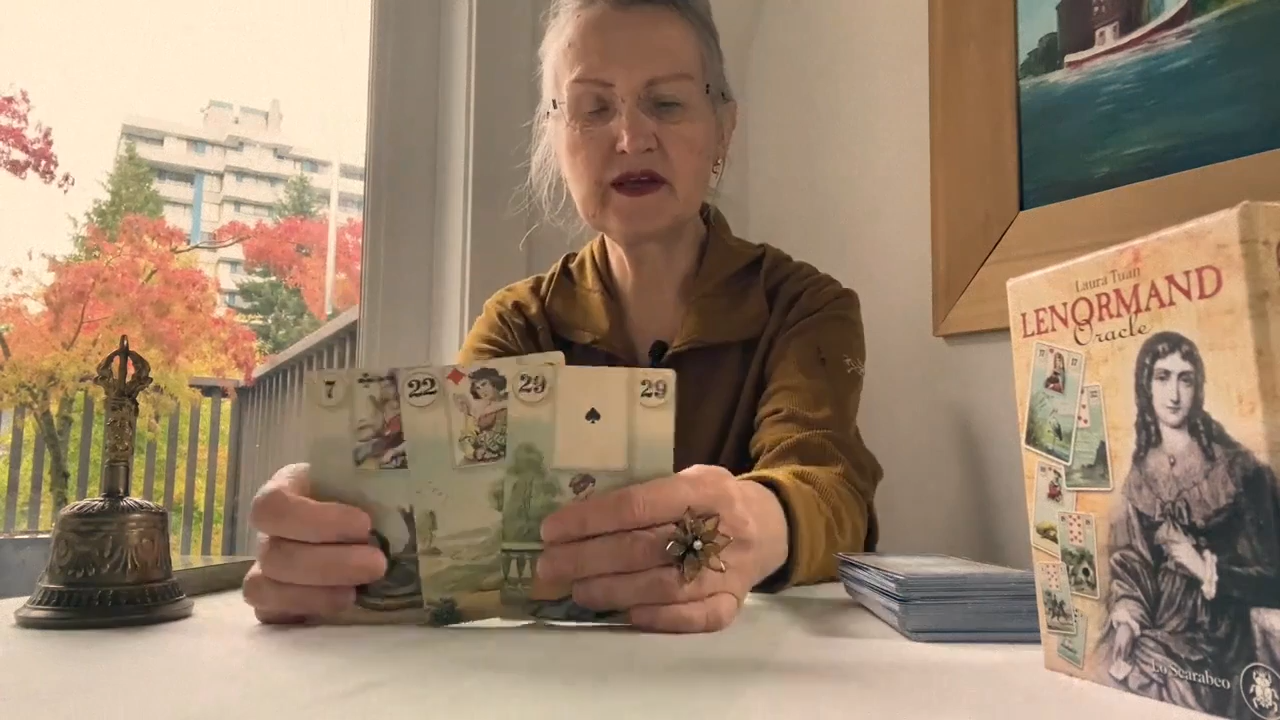 7
22
29
29
Laura Tuan
LENORMAND
Oracle
Lo Scarabeo